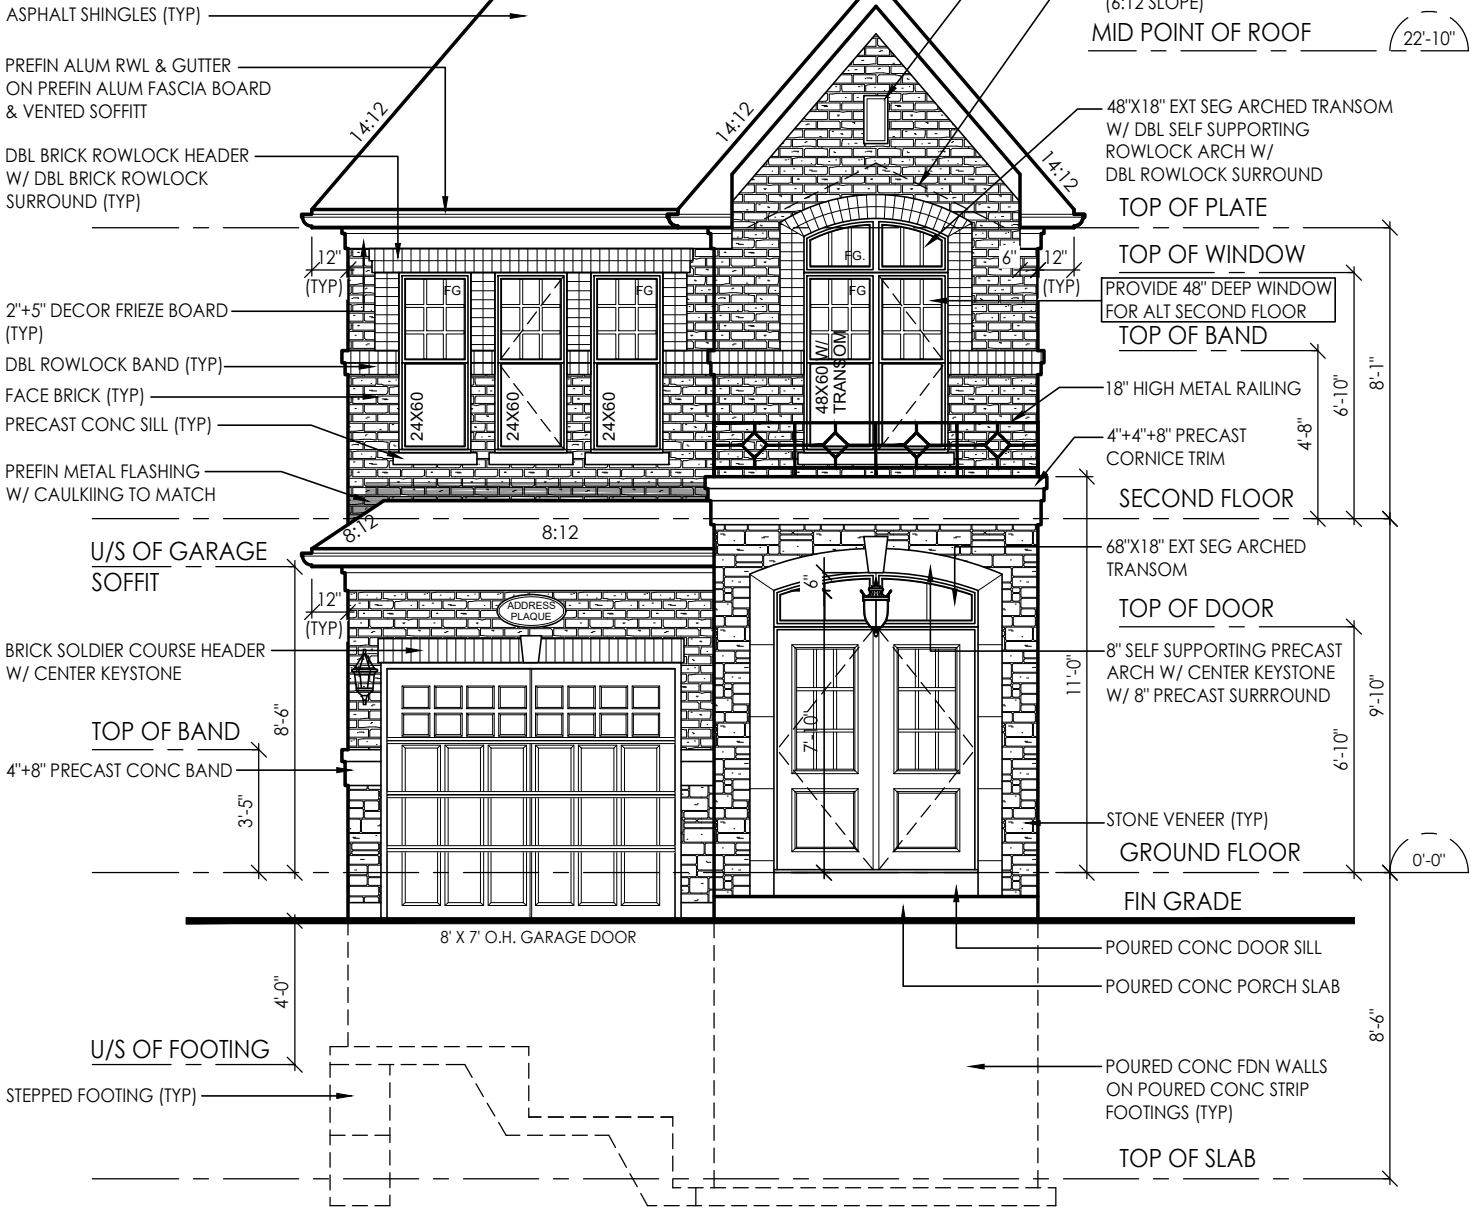 ASPHALT SHINGLES (TYP)
PREFIN ALUM RWL & GUTTER
ON PREFIN ALUM FASCIA BOARD
& VENTED SOFFITT
DBL BRICK ROWLOCK HEADER
W/ DBL BRICK ROWLOCK
SURROUND (TYP)
2"+5" DECOR FRIEZE BOARD
(TYP)
DBL ROWLOCK BAND (TYP)
FACE BRICK (TYP)
PRECAST CONC SILL (TYP)
PREFIN METAL FLASHING
W/ CAULKIING TO MATCH
U/S OF GARAGE
SOFFIT
BRICK SOLDIER COURSE HEADER
W/ CENTER KEYSTONE
TOP OF BAND
4"+8" PRECAST CONC BAND
3'-5"
8'-6"
4'-0"
U/S OF FOOTING
STEPPED FOOTING (TYP)
14:12
14:12
14:12
12"
(TYP)
FG
FG
24X60
24X60
24X60
8:12
8:12
12"
(TYP)
ADDRESS
PLAQUE
8' X 7' O.H. GARAGE DOOR
FG.
FG
48X60 W/
TRANSOM
6"
12"
(TYP)
6"
7'-10"
(6:12 SLOPE)
MID POINT OF ROOF
22'-10"
48"X18" EXT SEG ARCHED TRANSOM
W/ DBL SELF SUPPORTING
ROWLOCK ARCH W/
DBL ROWLOCK SURROUND
TOP OF PLATE
TOP OF WINDOW
PROVIDE 48" DEEP WINDOW
FOR ALT SECOND FLOOR
TOP OF BAND
18" HIGH METAL RAILING
4"+4"+8" PRECAST
CORNICE TRIM
4'-8"
6'-10"
8'-1"
SECOND FLOOR
68"X18" EXT SEG ARCHED
TRANSOM
TOP OF DOOR
8" SELF SUPPORTING PRECAST
ARCH W/ CENTER KEYSTONE
W/ 8" PRECAST SURRROUND
11'-0"
6'-10"
9'-10"
STONE VENEER (TYP)
GROUND FLOOR
0'-0"
FIN GRADE
POURED CONC DOOR SILL
POURED CONC PORCH SLAB
8'-6"
POURED CONC FDN WALLS
ON POURED CONC STRIP
FOOTINGS (TYP)
TOP OF SLAB